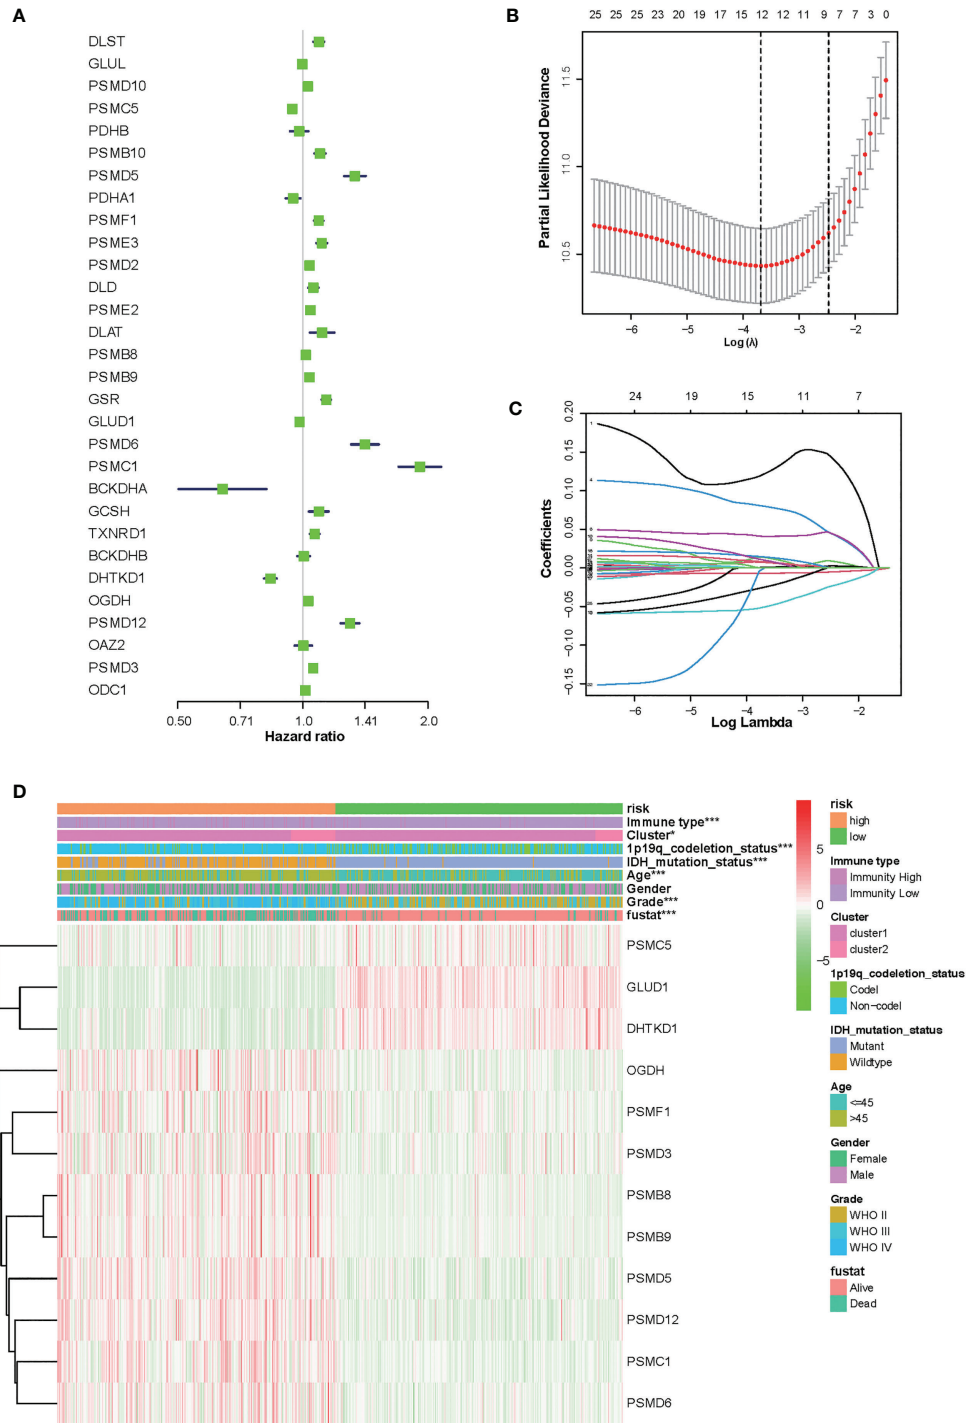 A
DLST
GLUL
PSMD10
PSMC5
PDHB
PSMB10
PSMD5
PDHA1
PSMF1
PSME3
PSMD2
DLD
PSME2
DLAT
PSMB8
PSMB9
GSR
GLUD1
PSMD6
PSMC1
BCKDHA
GCSH
TXNRD1
BCKDHB
DHTKD1
OGDH
PSMD12
OAZ2
PSMD3
ODC1
0.50 0.71 1.0 1.41 2.0
Hazard ratio
B
25 25 25 23 20 19 17 15 12 12 11 9 7 7 3 0
Partial Likelihood Deviance
11.5
11.0
10.5
−6 −5 −4 −3 −2
Log (λ)
C
24 19 15 11 7
Coefficients
0.20
0.15
0.10
0.05
0.00
−0.05
−0.10
−0.15
−6 −5 −4 −3 −2
Log Lambda
D
risk
Immune type***
Cluster*
1p19q_codeletion_status***
IDH_mutation_status***
Age***
Gender
Grade***
fustat***
PSMC5
GLUD1
DHTKD1
OGDH
PSMF1
PSMD3
PSMB8
PSMB9
PSMD5
PSMD12
PSMC1
PSMD6
5
0
−5
risk
high
low
Immune type
Immunity High
Immunity Low
Cluster
cluster1
cluster2
1p19q_codeletion_status
Codel
Non-codel
IDH_mutation_status
Mutant
Wildtype
Age
<=45
>45
Gender
Female
Male
Grade
WHO II
WHO III
WHO IV
fustat
Alive
Dead